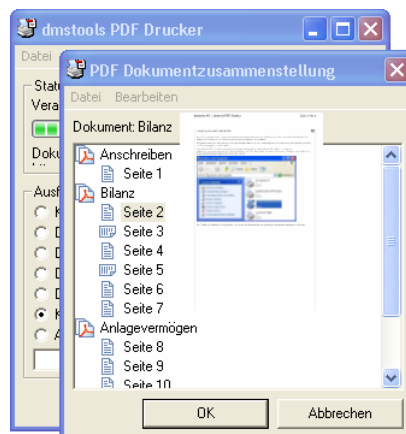 dmstools PDF Drucker
Datei
PDF Dokumentzusammenstellung
Datei Bearbeiten
Dokument: Bilanz
Anschreiben
Seite 1
Bilanz
Seite 2
Seite 3
Seite 4
Seite 5
Seite 6
Seite 7
Anlagevermögen
Seite 8
Seite 9
Seite 10
OK
Abbrechen